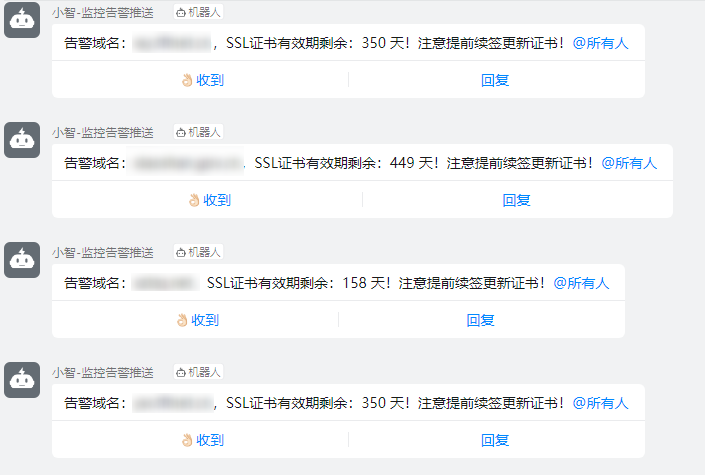 小智-监控告警推送 机器人
告警域名： ，SSL证书有效期剩余：350 天！注意提前续签更新证书！@所有人
👌🏻收到 回复
小智-监控告警推送 机器人
告警域名： ，SSL证书有效期剩余：449 天！注意提前续签更新证书！@所有人
👌🏻收到 回复
小智-监控告警推送 机器人
告警域名： SSL证书有效期剩余：158 天！注意提前续签更新证书！@所有人
👌🏻收到 回复
小智-监控告警推送 机器人
告警域名： ，SSL证书有效期剩余：350 天！注意提前续签更新证书！@所有人
👌🏻收到 回复